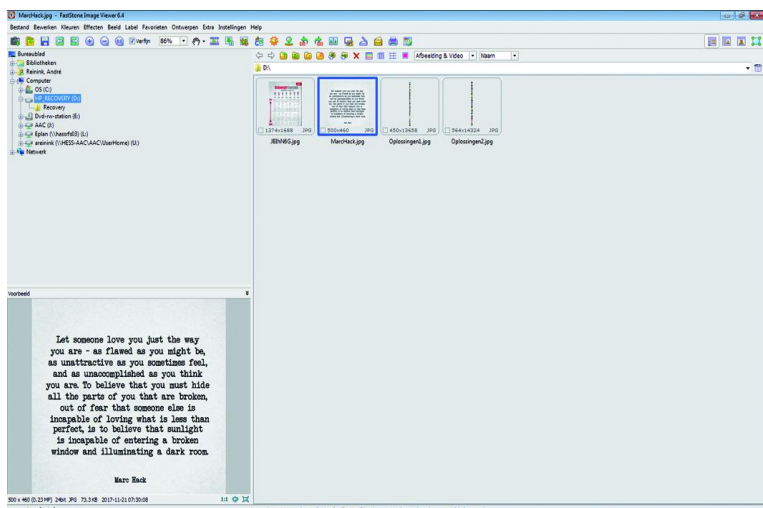 MarcHack.jpg - FastStone Image Viewer 6.4
Bestand Bewerken Kleuren Effecten Beeld Label Favorieten Ontwerpen Extra Instellingen Help
Verfijn 86%
Bureaublad
Bibliotheken
Reinink, André
Computer
OS (C:)
HP_RECOVERY (D:)
Recovery
Dvd-rw-station (E:)
AAC (J:)
Eplan (\\hasorfs03) (L:)
areinink (\\HESS-AAC\AAC\UserHome) (U:)
Netwerk
Afbeelding & Video Naam
D:\
1374x1688 JPG
JBIhN6G.jpg
500x460 JPG
MarcHack.jpg
450x13658 JPG
Oplossingen1.jpg
564x14324 JPG
Oplossingen2.jpg
Voorbeeld
Let someone love you just the way
you are - as flawed as you might be,
as unattractive as you sometimes feel,
and as unaccomplished as you think
you are. To believe that you must hide
all the parts of you that are broken,
out of fear that someone else is
incapable of loving what is less than
perfect, is to believe that sunlight
is incapable of entering a broken
window and illuminating a dark room.
Marc Hack
500 x 460 (0.23 MP) 24bit JPG 73.3 KB 2017-11-21 07:30:08
1:1